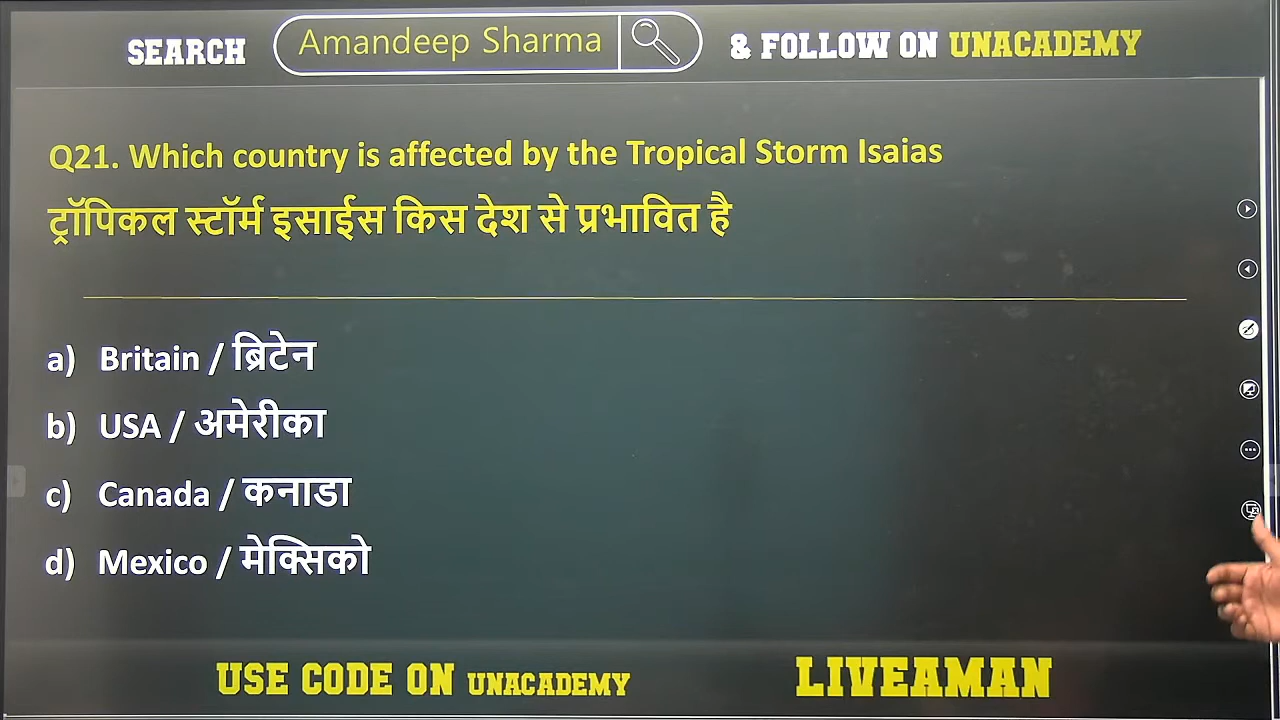 SEARCH Amandeep Sharma & FOLLOW ON UNACADEMY
Q21. Which country is affected by the Tropical Storm Isaias
ट्रॉपिकल स्टॉर्म इसाईस किस देश से प्रभावित है
a) Britain / ब्रिटेन
b) USA / अमेरीका
c) Canada / कनाडा
d) Mexico / मेक्सिको
USE CODE ON UNACADEMY LIVEAMAN